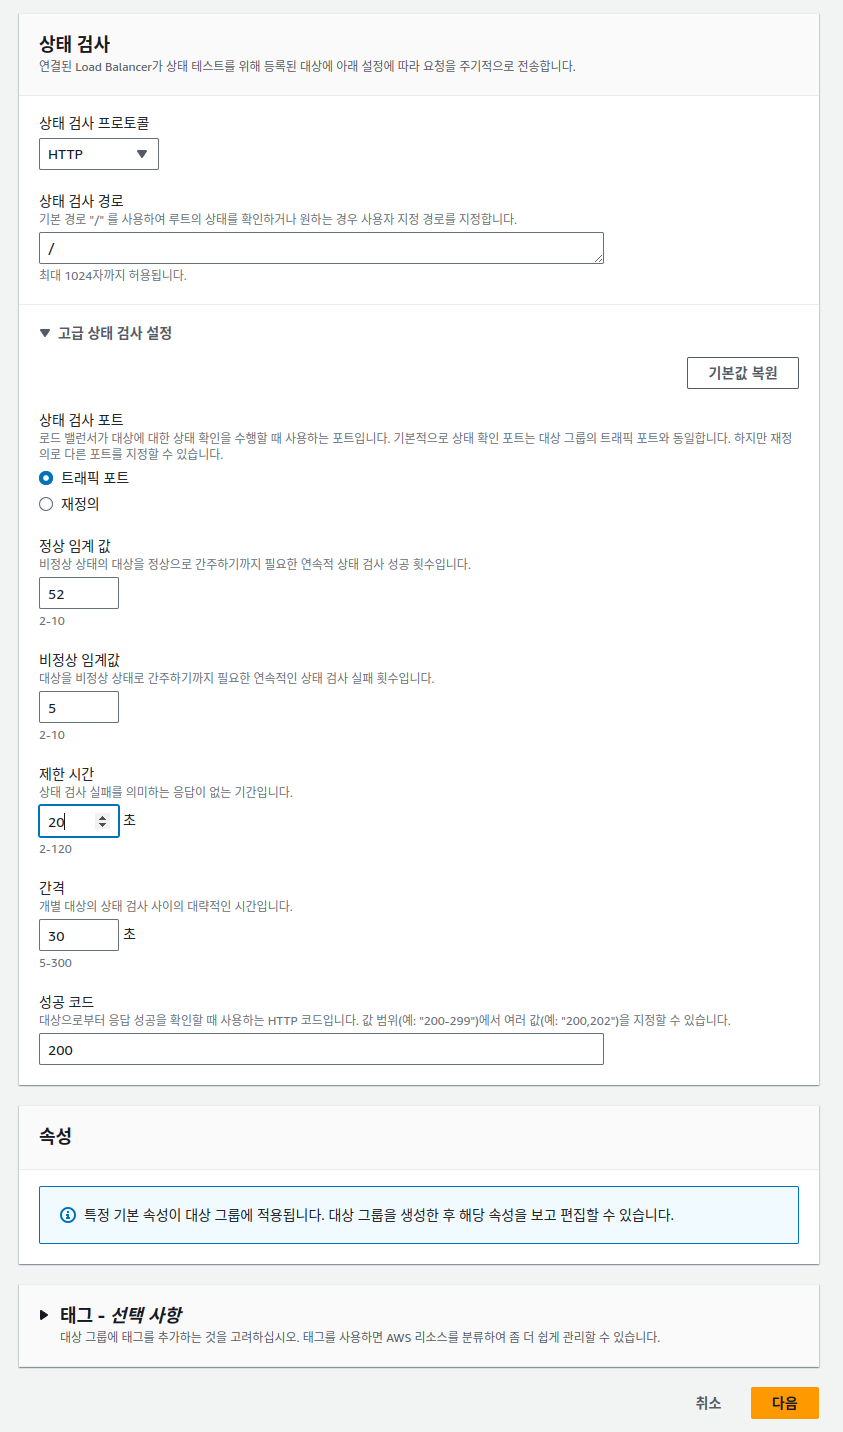 상태 검사
연결된 Load Balancer가 상태 테스트를 위해 등록된 대상에 아래 설정에 따라 요청을 주기적으로 전송합니다.
상태 검사 프로토콜
HTTP
상태 검사 경로
기본 경로 "/" 를 사용하여 루트의 상태를 확인하거나 원하는 경우 사용자 지정 경로를 지정합니다.
/
최대 1024자까지 허용됩니다.
고급 상태 검사 설정
기본값 복원
상태 검사 포트
로드 밸런서가 대상에 대한 상태 확인을 수행할 때 사용하는 포트입니다. 기본적으로 상태 확인 포트는 대상 그룹의 트래픽 포트와 동일합니다. 하지만 재정
의로 다른 포트를 지정할 수 있습니다.
트래픽 포트
재정의
정상 임계 값
비정상 상태의 대상을 정상으로 간주하기까지 필요한 연속적 상태 검사 성공 횟수입니다.
52
2-10
비정상 임계값
대상을 비정상 상태로 간주하기까지 필요한 연속적인 상태 검사 실패 횟수입니다.
5
2-10
제한 시간
상태 검사 실패를 의미하는 응답이 없는 기간입니다.
20 초
2-120
간격
개별 대상의 상태 검사 사이의 대략적인 시간입니다.
30 초
5-300
성공 코드
대상으로부터 응답 성공을 확인할 때 사용하는 HTTP 코드입니다. 값 범위(예: "200-299")에서 여러 값(예: "200,202")을 지정할 수 있습니다.
200
속성
특정 기본 속성이 대상 그룹에 적용됩니다. 대상 그룹을 생성한 후 해당 속성을 보고 편집할 수 있습니다.
태그 - 선택 사항
대상 그룹에 태그를 추가하는 것을 고려하십시오. 태그를 사용하면 AWS 리소스를 분류하여 좀 더 쉽게 관리할 수 있습니다.
취소 다음